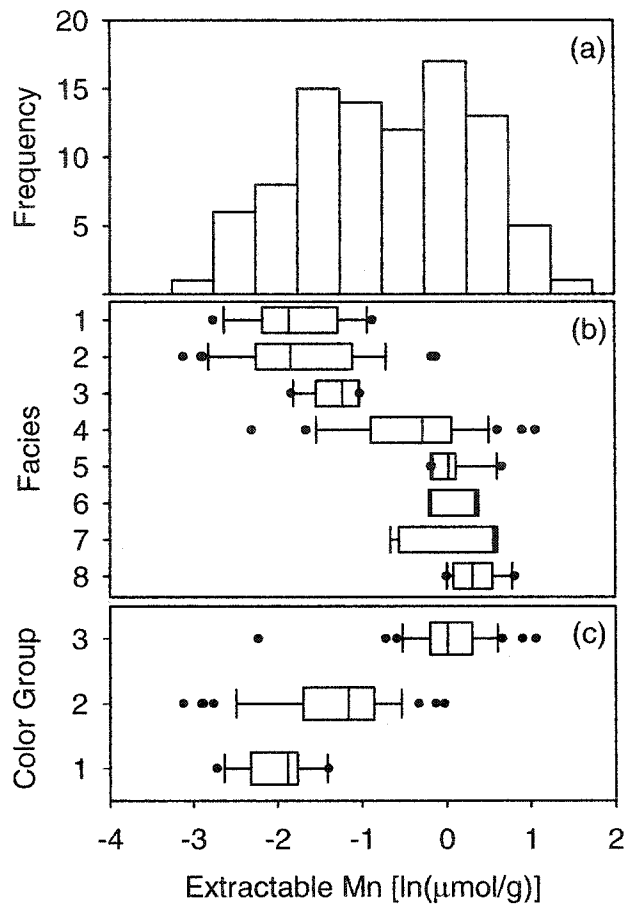 20
15
10
5
Frequency
(a)
1
2
3
4
5
6
7
8
Facies
(b)
3
2
1
Color Group
(c)
-4 -3 -2 -1 0 1 2
Extractable Mn [ln(μmol/g)]